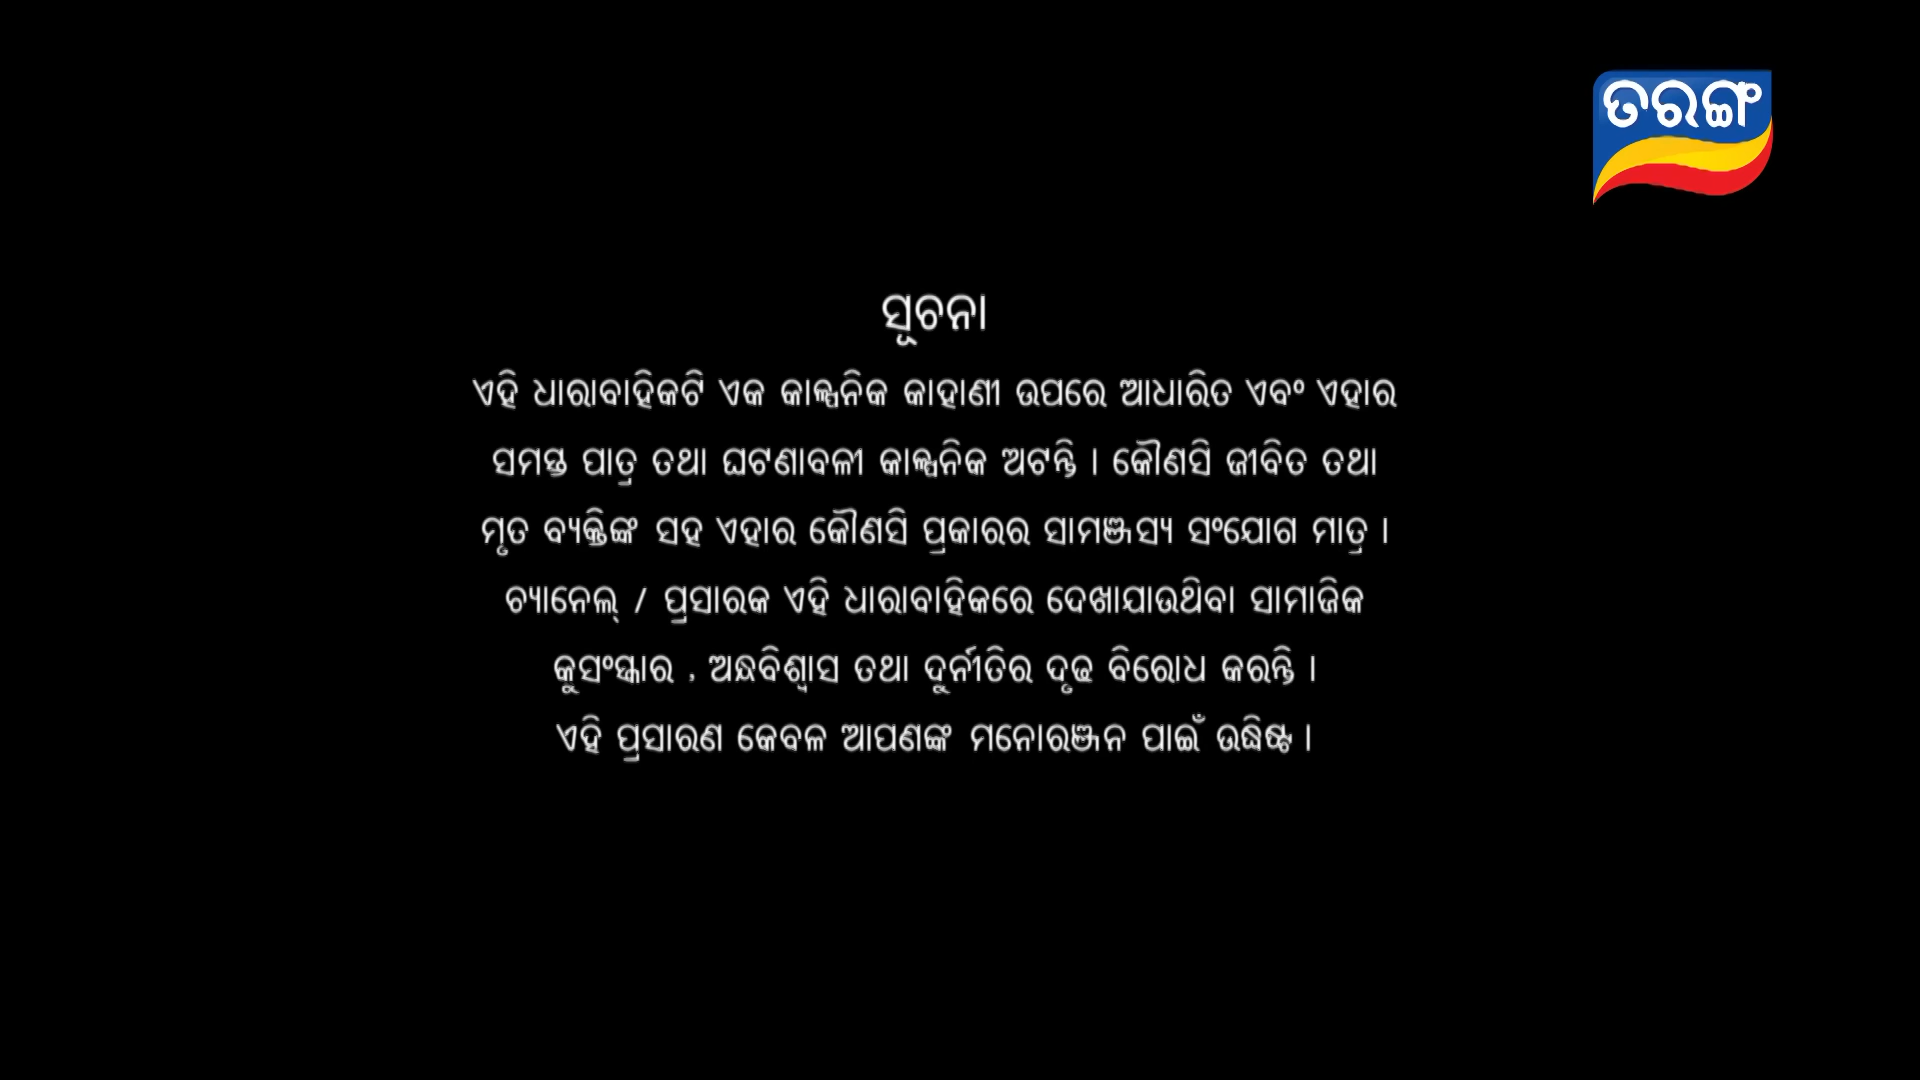 ତରଙ୍ଗ
ସୂଚନା
ଏହି ଧାରାବାହିକଟି ଏକ କାଳ୍ପନିକ କାହାଣୀ ଉପରେ ଆଧାରିତ ଏବଂ ଏହାର
ସମସ୍ତ ପାତ୍ର ତଥା ଘଟଣାବଳୀ କାଳ୍ପନିକ ଅଟନ୍ତି । କୌଣସି ଜୀବିତ ତଥା
ମୃତ ବ୍ୟକ୍ତିଙ୍କ ସହ ଏହାର କୌଣସି ପ୍ରକାରର ସାମଞ୍ଜସ୍ୟ ସଂଯୋଗ ମାତ୍ର ।
ଚ୍ୟାନେଲ୍ / ପ୍ରସାରକ ଏହି ଧାରାବାହିକରେ ଦେଖାଯାଉଥିବା ସାମାଜିକ
କୁସଂସ୍କାର , ଅନ୍ଧବିଶ୍ୱାସ ତଥା ଦୁର୍ନୀତିର ଦୃଢ ବିରୋଧ କରନ୍ତି ।
ଏହି ପ୍ରସାରଣ କେବଳ ଆପଣଙ୍କ ମନୋରଞ୍ଜନ ପାଇଁ ଉଦ୍ଧିଷ୍ଟ ।